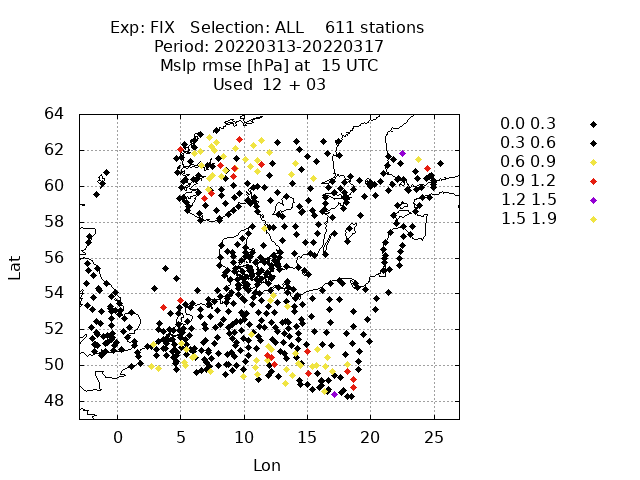 Exp: FIX   Selection: ALL    611 stations
Period: 20220313-20220317
Mslp rmse [hPa] at  15 UTC
Used  12 + 03
64
62
60
58
56
54
52
50
48
0 5 10 15 20 25
Lat
Lon
0.0 0.3
0.3 0.6
0.6 0.9
0.9 1.2
1.2 1.5
1.5 1.9